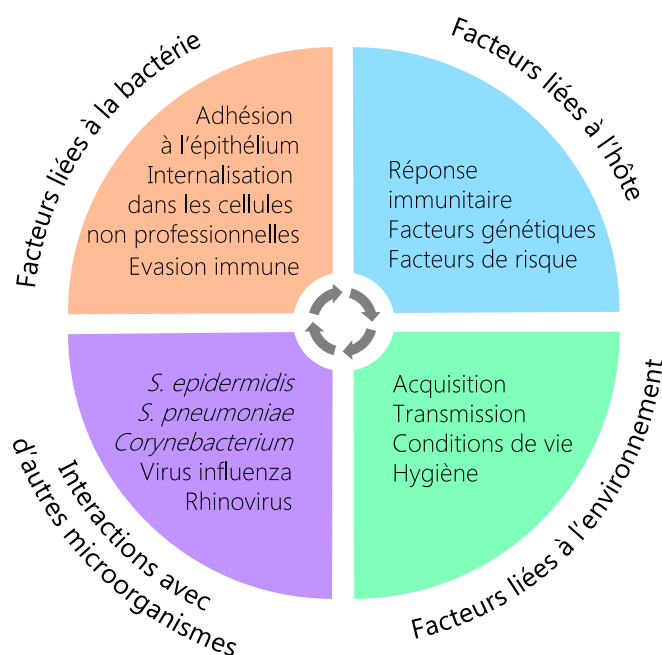 Facteurs liées à la bactérie
Adhésion
à l'épithélium
Internalisation
dans les cellules
non professionnelles
Evasion immune
Facteurs liées à l'hôte
Réponse
immunitaire
Facteurs génétiques
Facteurs de risque
Interactions avec
d'autres microorganismes
S. epidermidis
S. pneumoniae
Corynebacterium
Virus influenza
Rhinovirus
Facteurs liées à l'environnement
Acquisition
Transmission
Conditions de vie
Hygiène